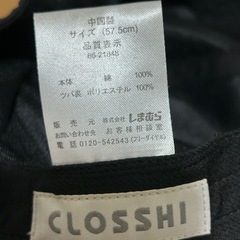 中国製
サイズ(57.5cm)
品質表示
86-21848
本体 綿 100%
ツバ裏 ポリエステル 100%
販売元 株式会社しまむら
お問い合わせ先 お客様相談室
電話 0120-542543 (フリーダイヤル)
CLOSSHI